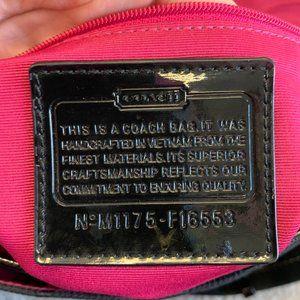 COACH
THIS IS A COACH BAG. IT WAS
HANDCRAFTED IN VIETNAM FROM THE
FINEST MATERIALS. ITS SUPERIOR
CRAFTSMANSHIP REFLECTS OUR
COMMITMENT TO ENDURING QUALITY.
Nº M1175-F16553